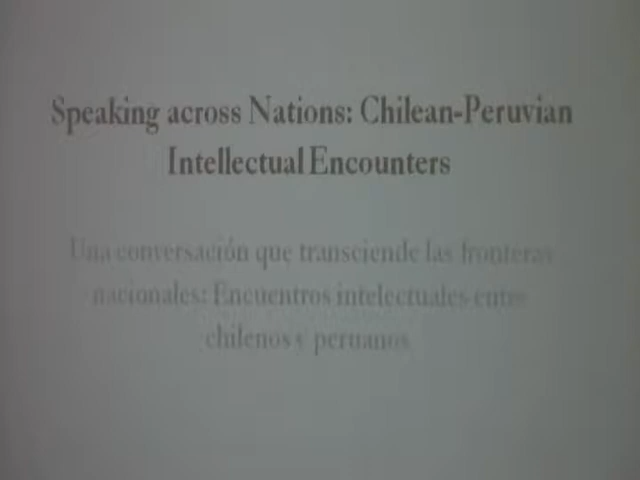 Speaking across Nations: Chilean-Peruvian
Intellectual Encounters
Una conversación que transciende las fronteras
nacionales: Encuentros intelectuales entre
chilenos y peruanos